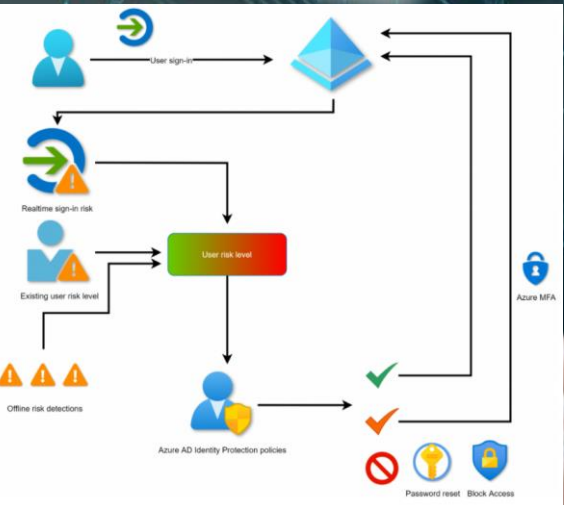 User sign-in
Realtime sign-in risk
User risk level
Existing user risk level
Azure MFA
Offline risk detections
Azure AD Identity Protection policies
Password reset
Block Access